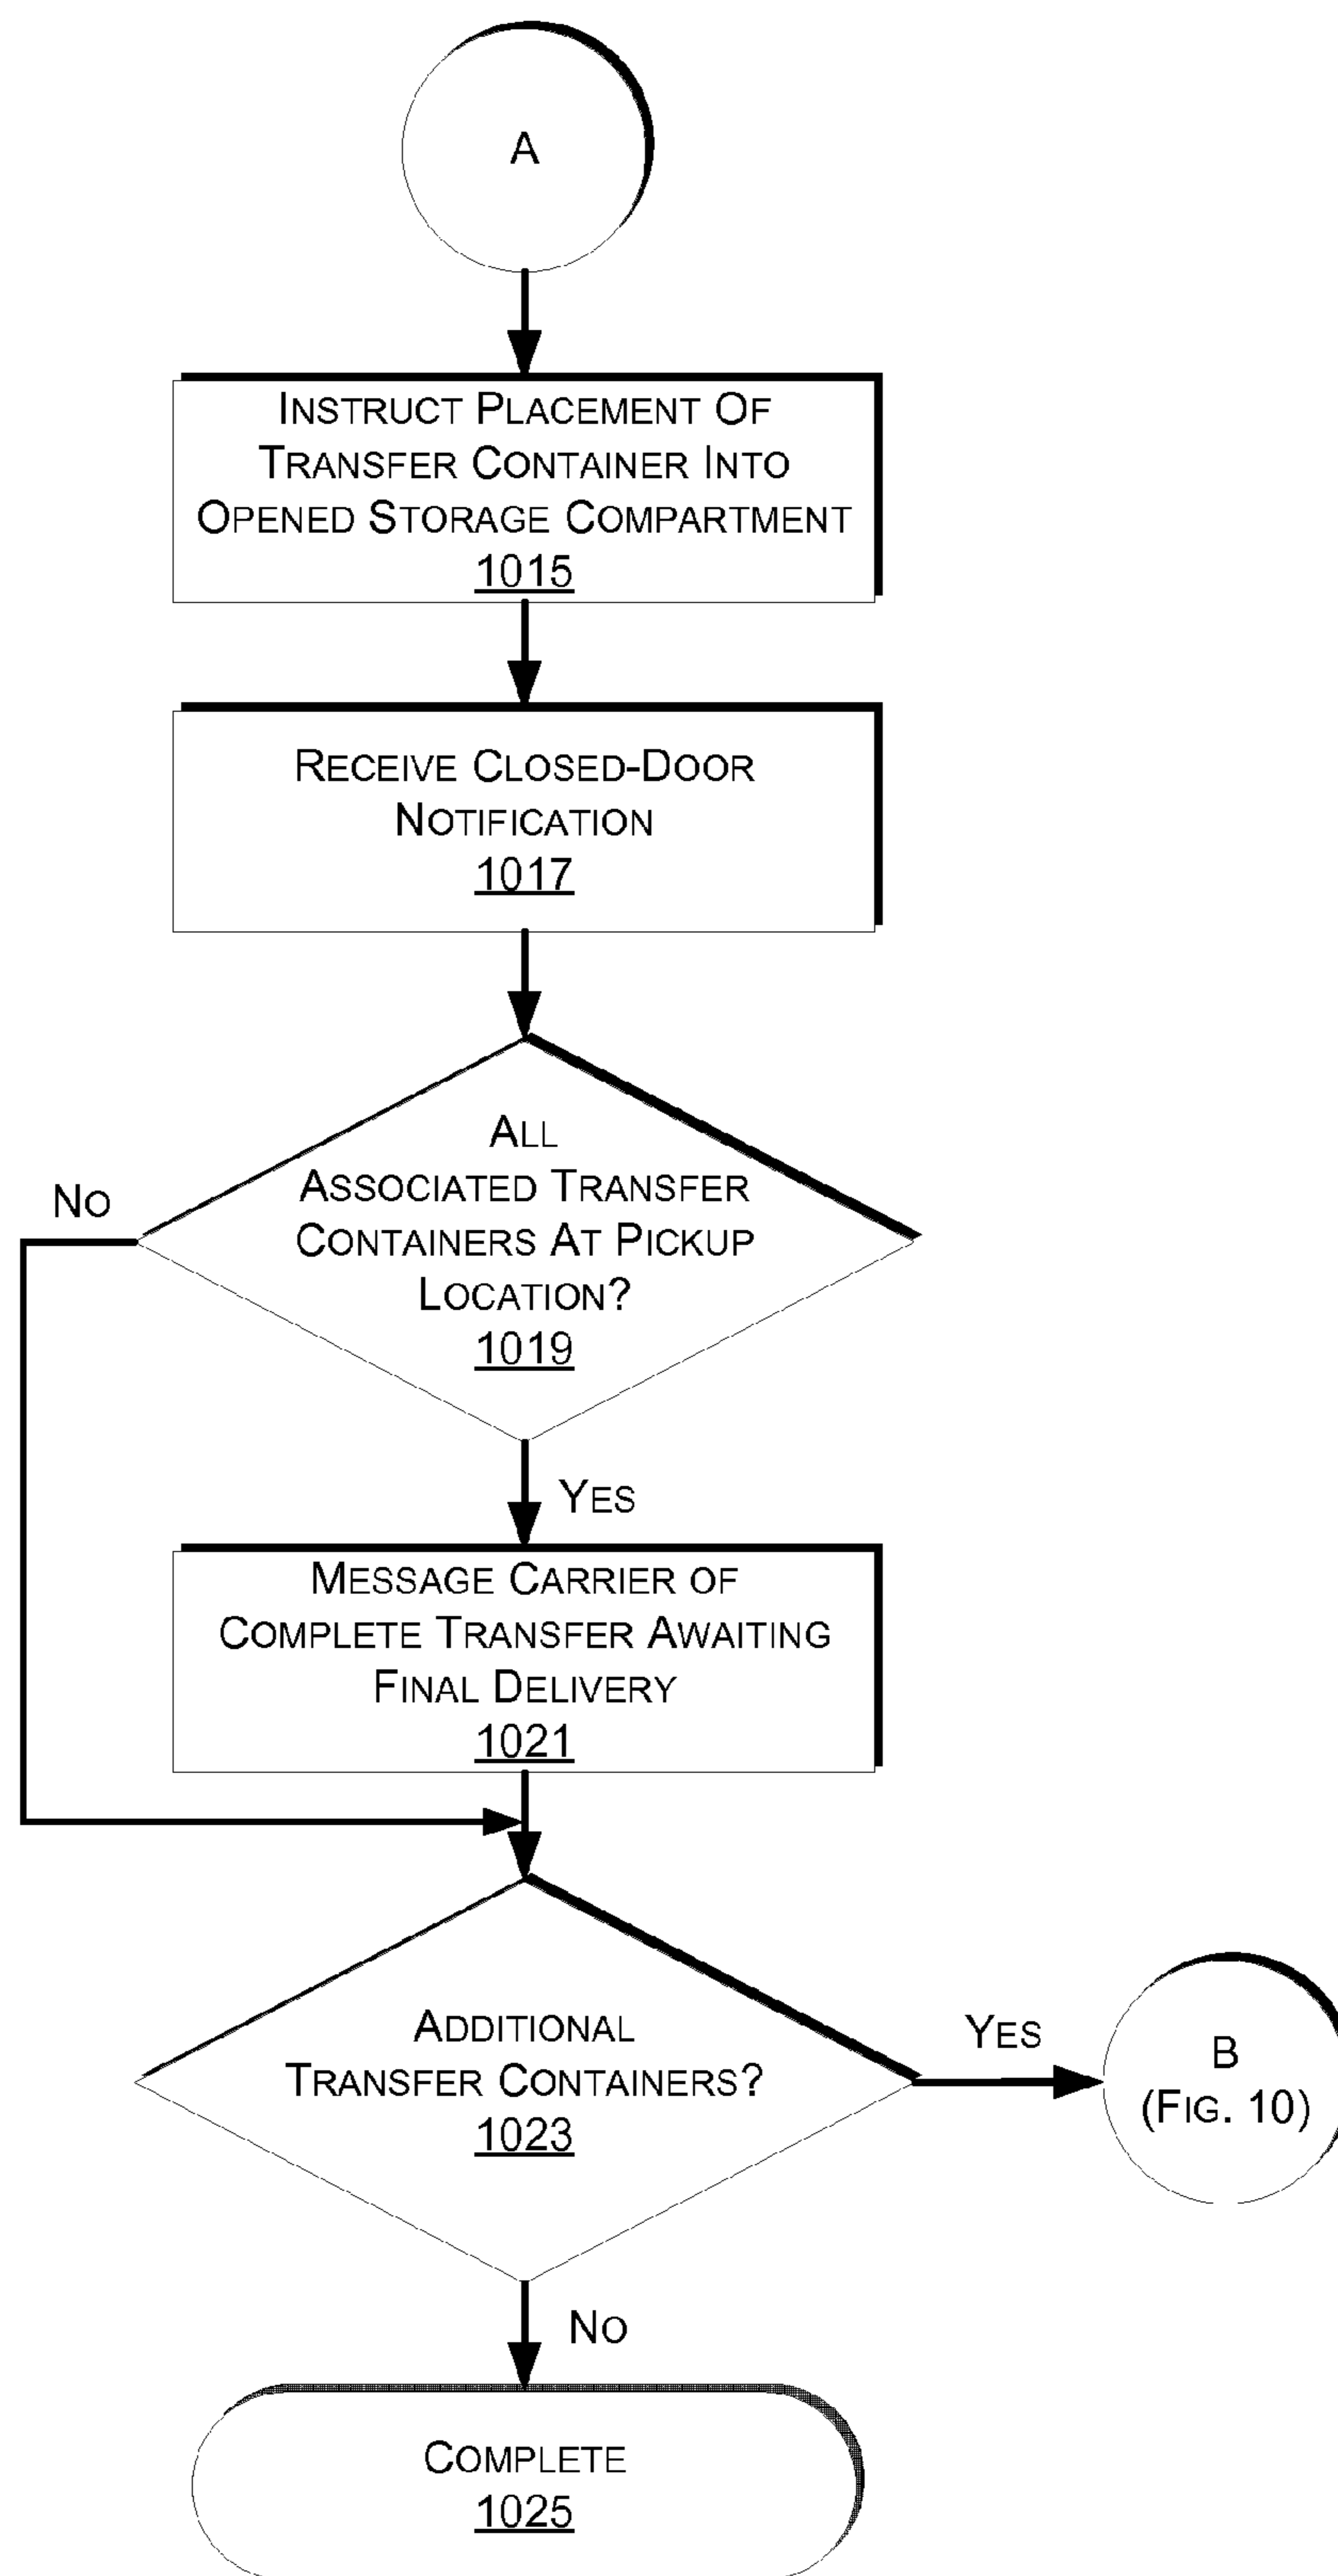 A
INSTRUCT PLACEMENT OF
TRANSFER CONTAINER INTO
OPENED STORAGE COMPARTMENT
1015
RECEIVE CLOSED-DOOR
NOTIFICATION
1017
ALL
ASSOCIATED TRANSFER
CONTAINERS AT PICKUP
LOCATION?
1019
NO
YES
MESSAGE CARRIER OF
COMPLETE TRANSFER AWAITING
FINAL DELIVERY
1021
ADDITIONAL
TRANSFER CONTAINERS?
1023
YES
B
(FIG. 10)
NO
COMPLETE
1025